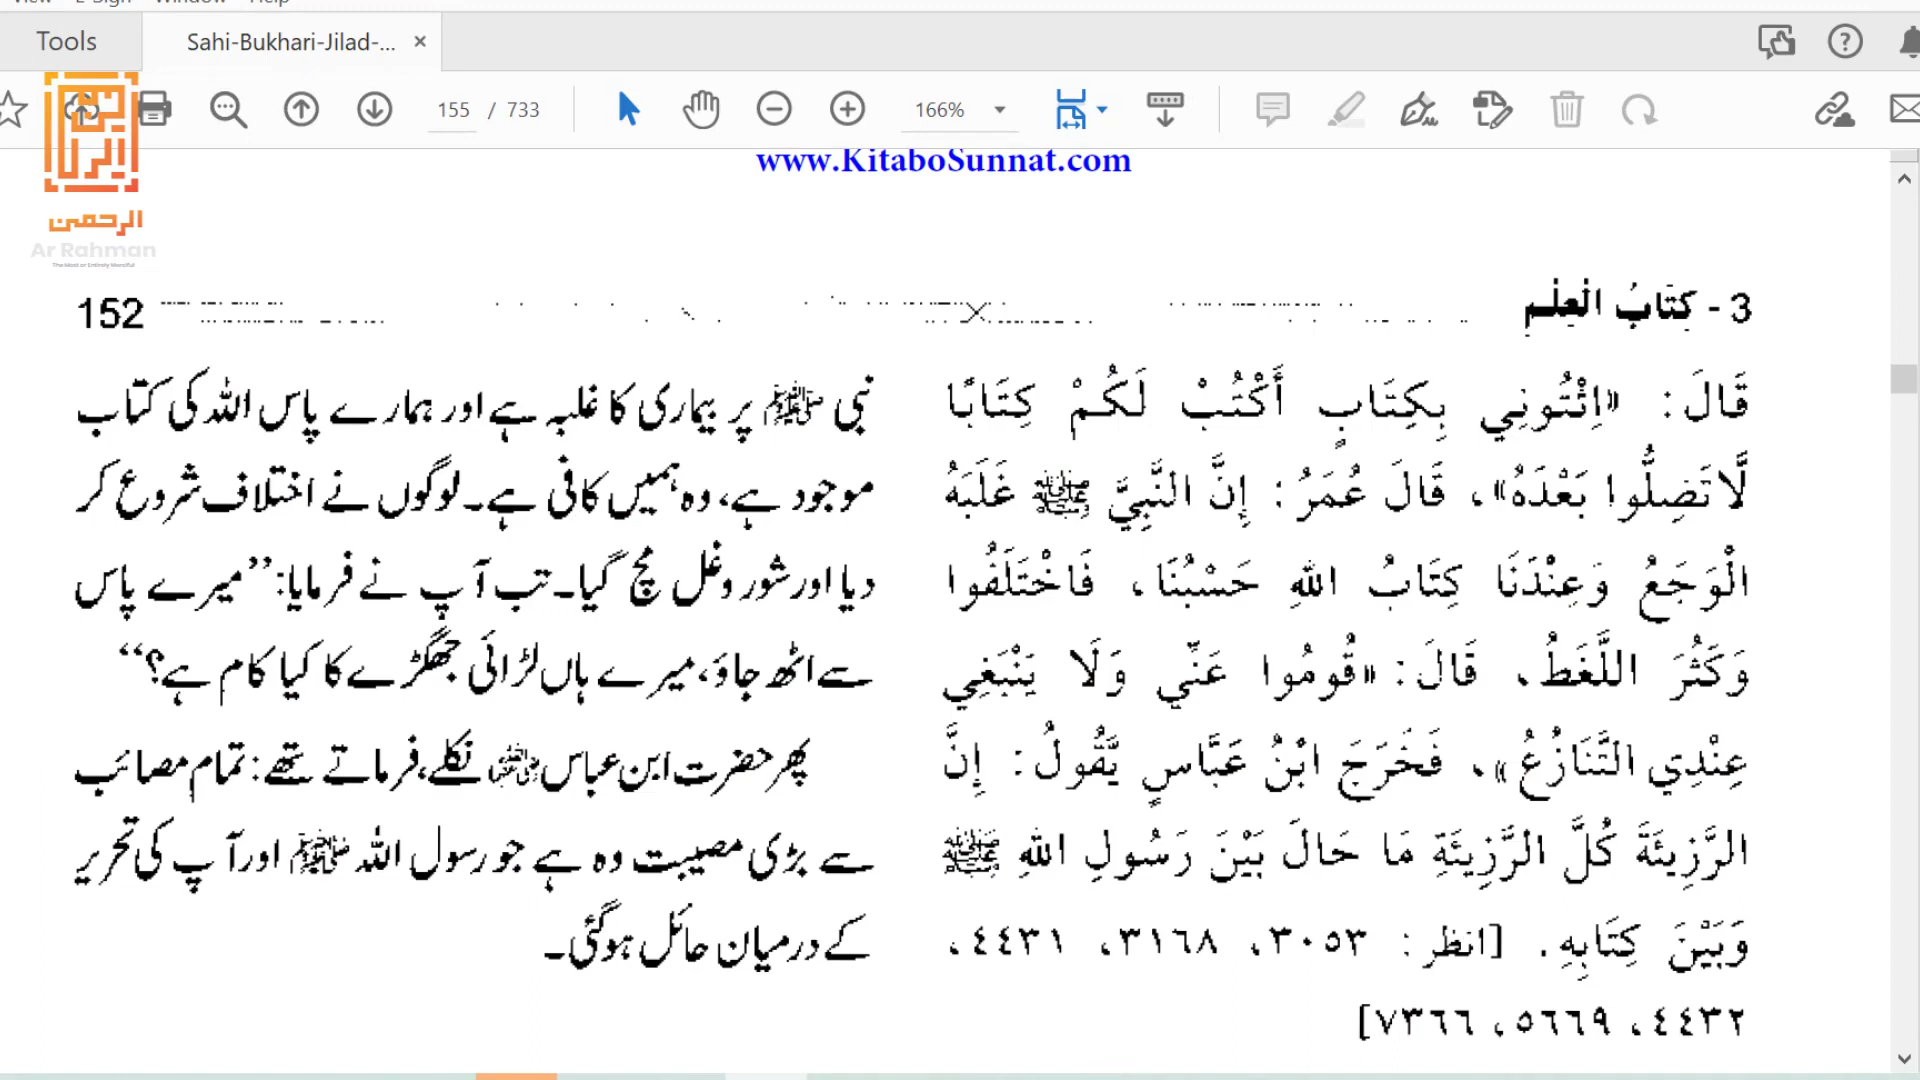 View E-Sign Window Help
Tools
Sahi-Bukhari-Jilad-... ×
155 / 733
166%
الرحمن
Ar Rahman
www.KitaboSunnat.com
3 - كِتَابُ الْعِلْمِ
152
قَالَ: «اِئْتُونِي بِكِتَابٍ أَكْتُبْ لَكُمْ كِتَابًا
لَّا تَضِلُّوا بَعْدَهُ»، قَالَ عُمَرُ: إِنَّ النَّبِيَّ ﷺ غَلَبَهُ
الْوَجَعُ وَعِنْدَنَا كِتَابُ اللهِ حَسْبُنَا، فَاخْتَلَفُوا
وَكَثُرَ اللَّغَطُ، قَالَ: «قُومُوا عَنِّي وَلَا يَنْبَغِي
عِنْدِي التَّنَازُعُ»، فَخَرَجَ ابْنُ عَبَّاسٍ يَّقُولُ: إِنَّ
الرَّزِيئَةَ كُلَّ الرَّزِيئَةِ مَا حَالَ بَيْنَ رَسُولِ اللهِ ﷺ
وَبَيْنَ كِتَابِهِ. [انظر: ٣٠٥٣، ٣١٦٨، ٤٤٣١،
٤٤٣٢، ٥٦٦٩، ٧٣٦٦]
نبی ﷺ پر بیماری کا غلبہ ہے اور ہمارے پاس اللہ کی کتاب
موجود ہے، وہ ہمیں کافی ہے۔ لوگوں نے اختلاف شروع کر
دیا اور شور و غل مچ گیا۔ تب آپ نے فرمایا: ’’میرے پاس
سے اٹھ جاؤ، میرے ہاں لڑائی جھگڑے کا کیا کام ہے؟‘‘
پھر حضرت ابن عباس ؓ نکلے، فرماتے تھے: تمام مصائب
سے بڑی مصیبت وہ ہے جو رسول اللہ ﷺ اور آپ کی تحریر
کے درمیان حائل ہوگئی۔